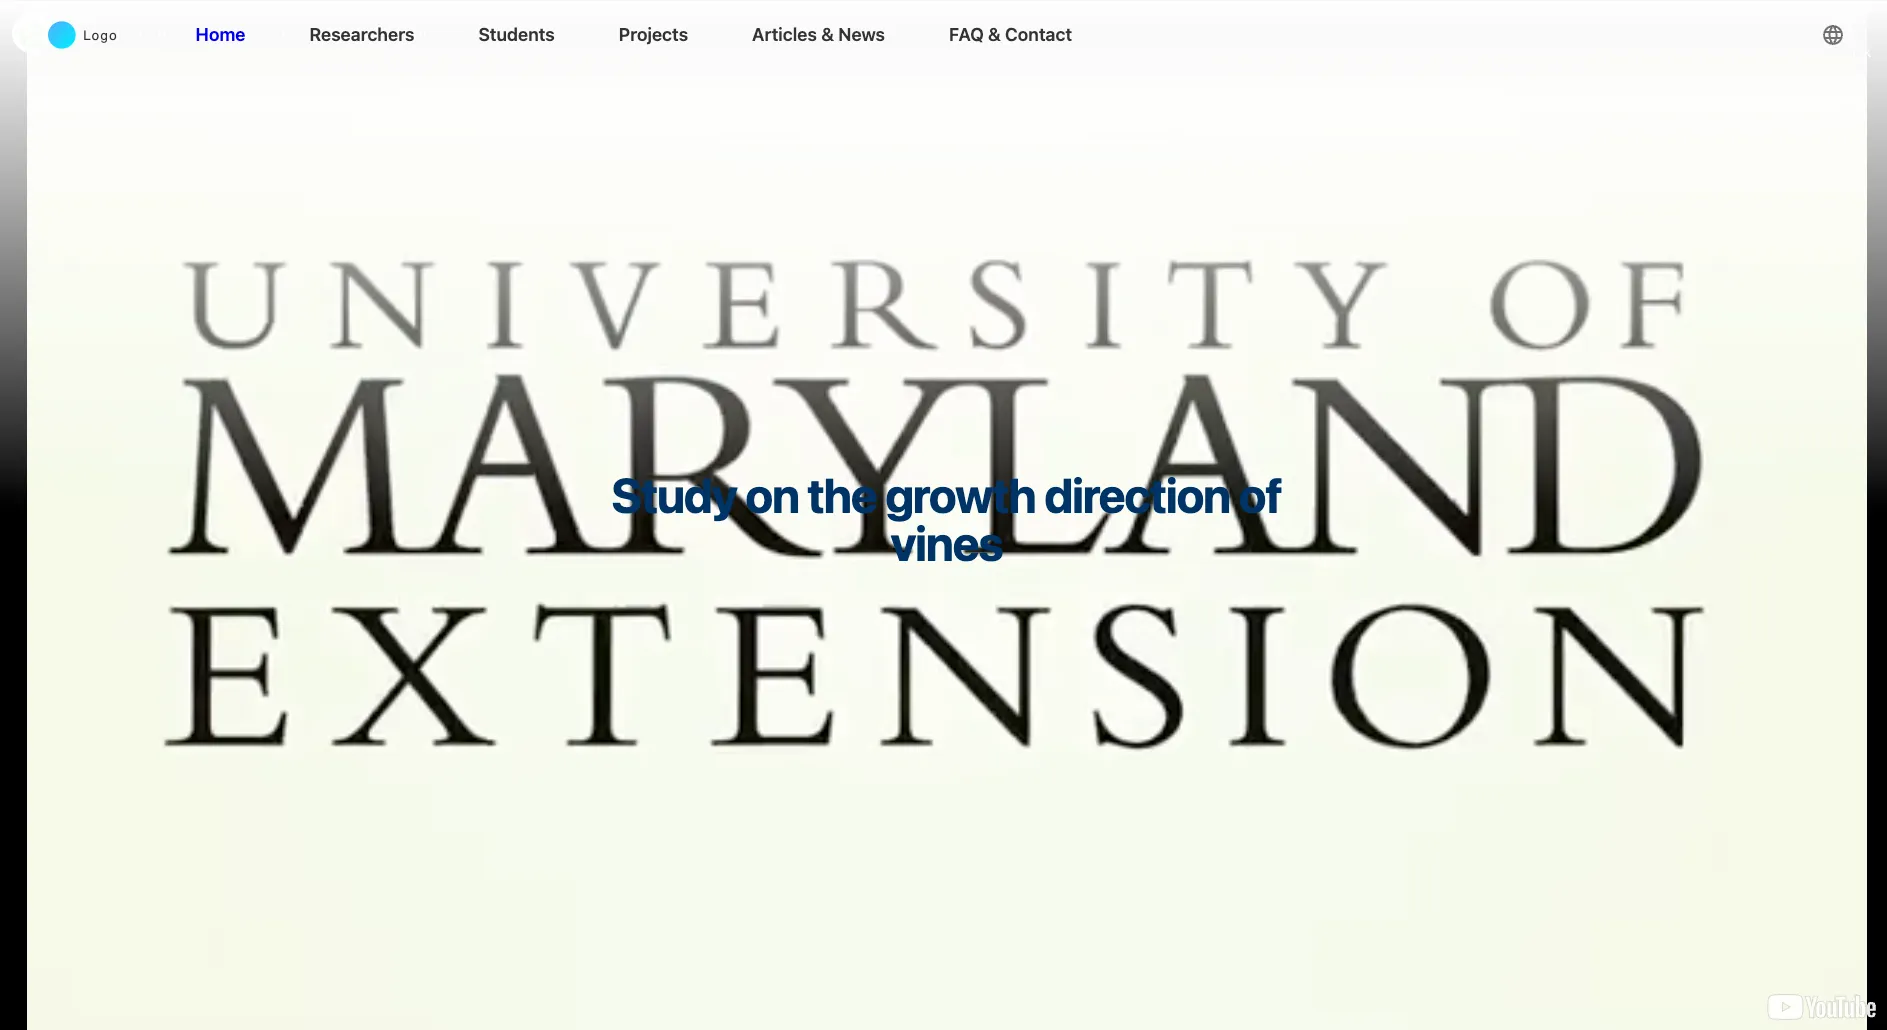 Logo
Home
Researchers
Students
Projects
Articles & News
FAQ & Contact
UNIVERSITY OF
MARYLAND
Study on the growth direction of
vines
EXTENSION
YouTube